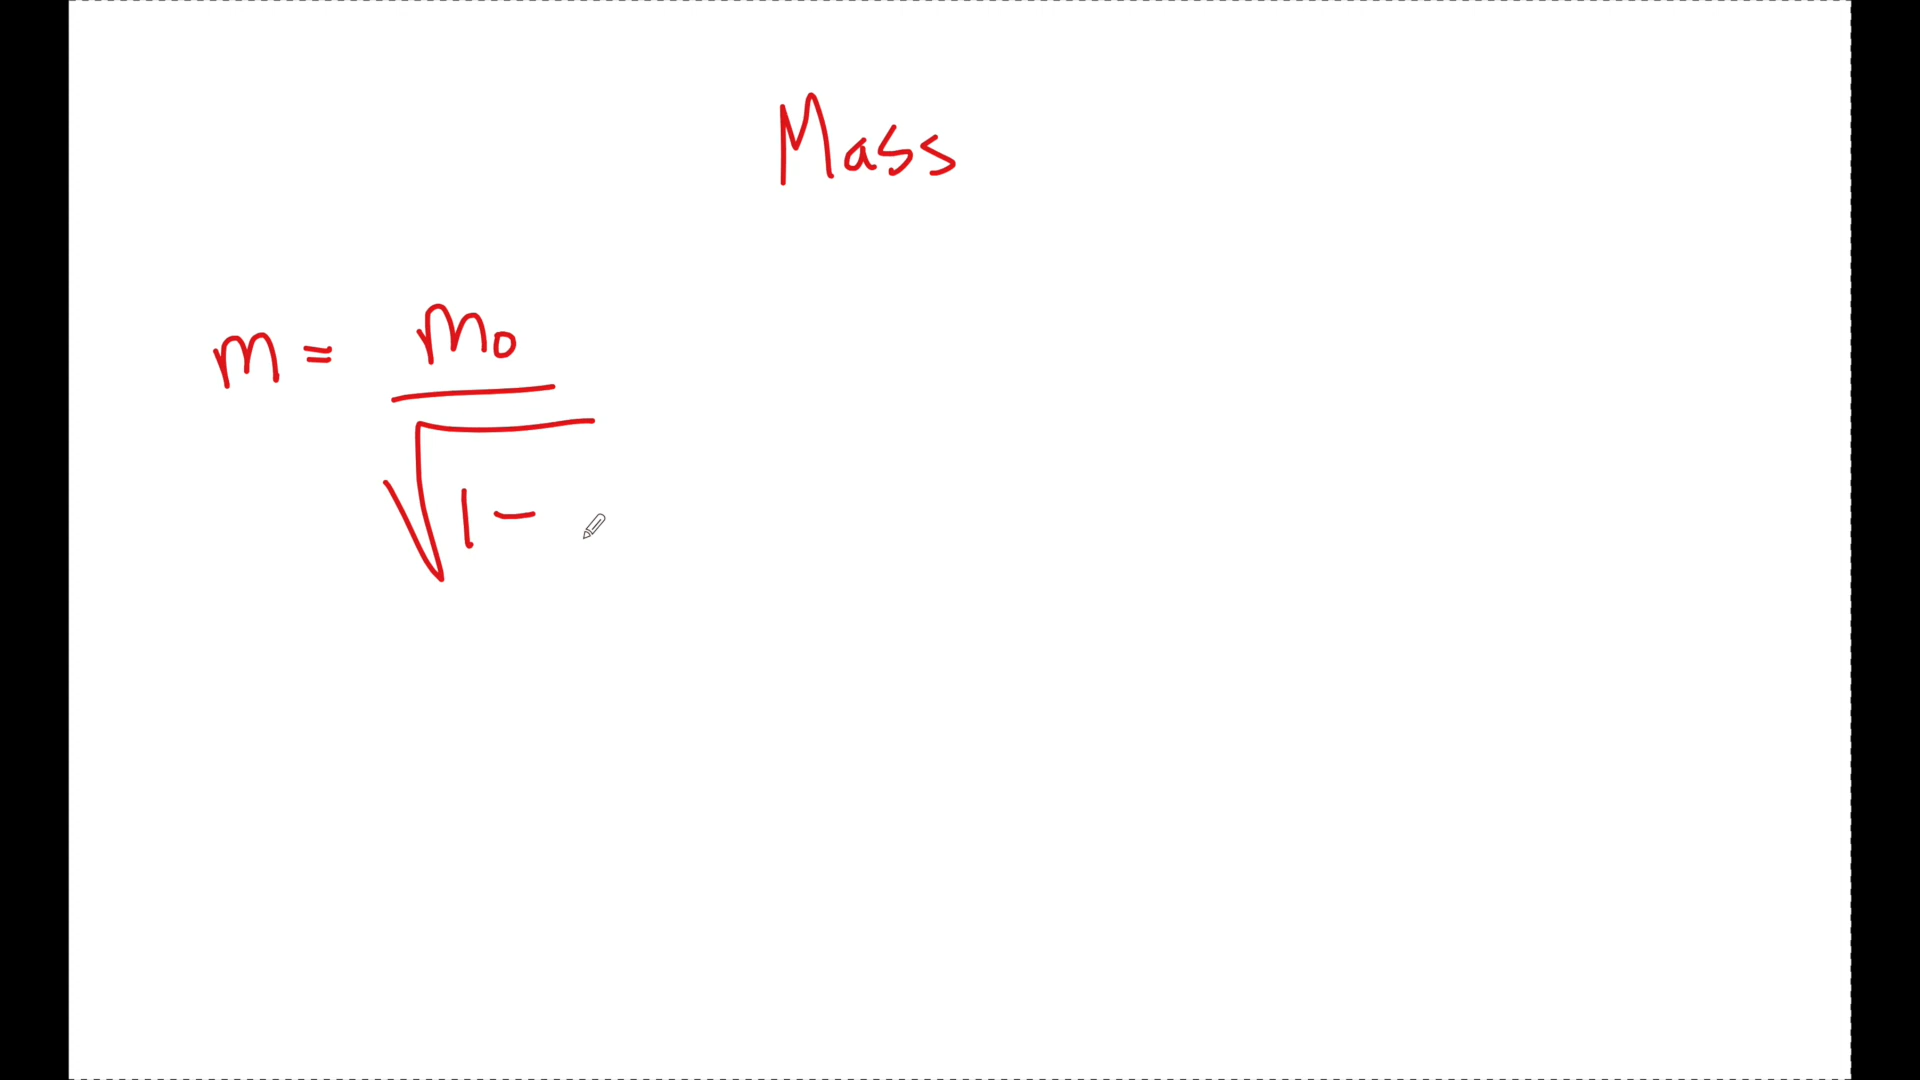 Mass
m = m₀
√1 -